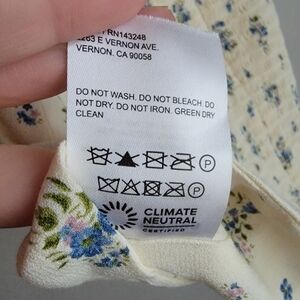 RN143248
4263 E VERNON AVE.
VERNON. CA 90058
DO NOT WASH. DO NOT BLEACH. DO
NOT DRY. DO NOT IRON. GREEN DRY
CLEAN
P
P
CLIMATE
NEUTRAL
CERTIFIED